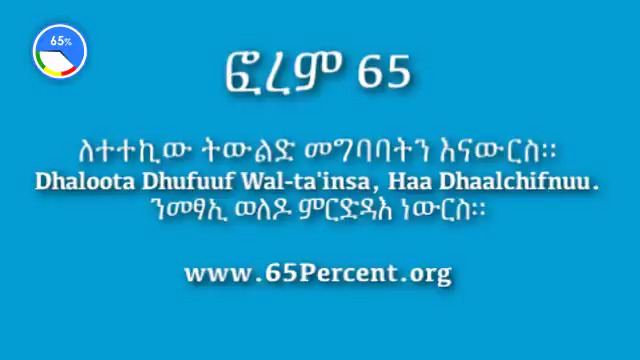 65%
ፎረም 65
ለተተኪው ትውልድ መግባባትን እናውርስ፡፡
Dhaloota Dhufuuf Wal-ta'insa, Haa Dhaalchifnuu.
ንመፃኢ ወለዶ ምርድዳእ ነውርስ፡፡
www.65Percent.org